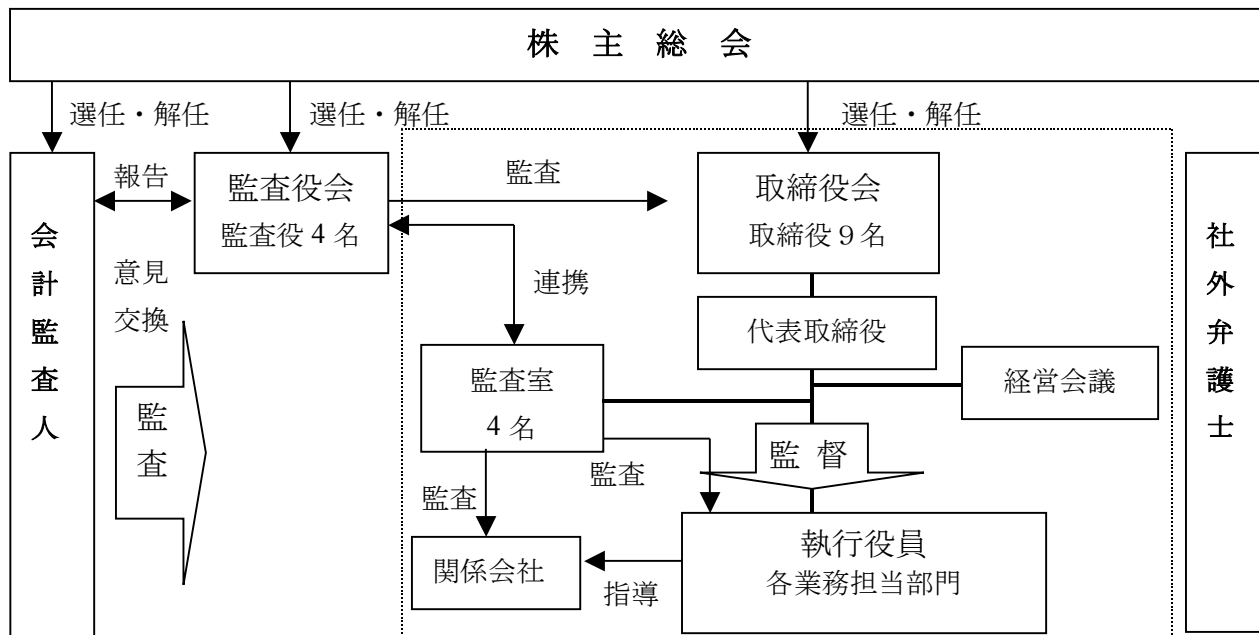 株 主 総 会
選任・解任
選任・解任
選任・解任
会計監査人
報告
意見
交換
監査役会
監査役 4 名
監査
取締役会
取締役 9 名
社外弁護士
連携
代表取締役
監査室
4 名
経営会議
監査
監 督
監査
監査
関係会社
指導
執行役員
各業務担当部門